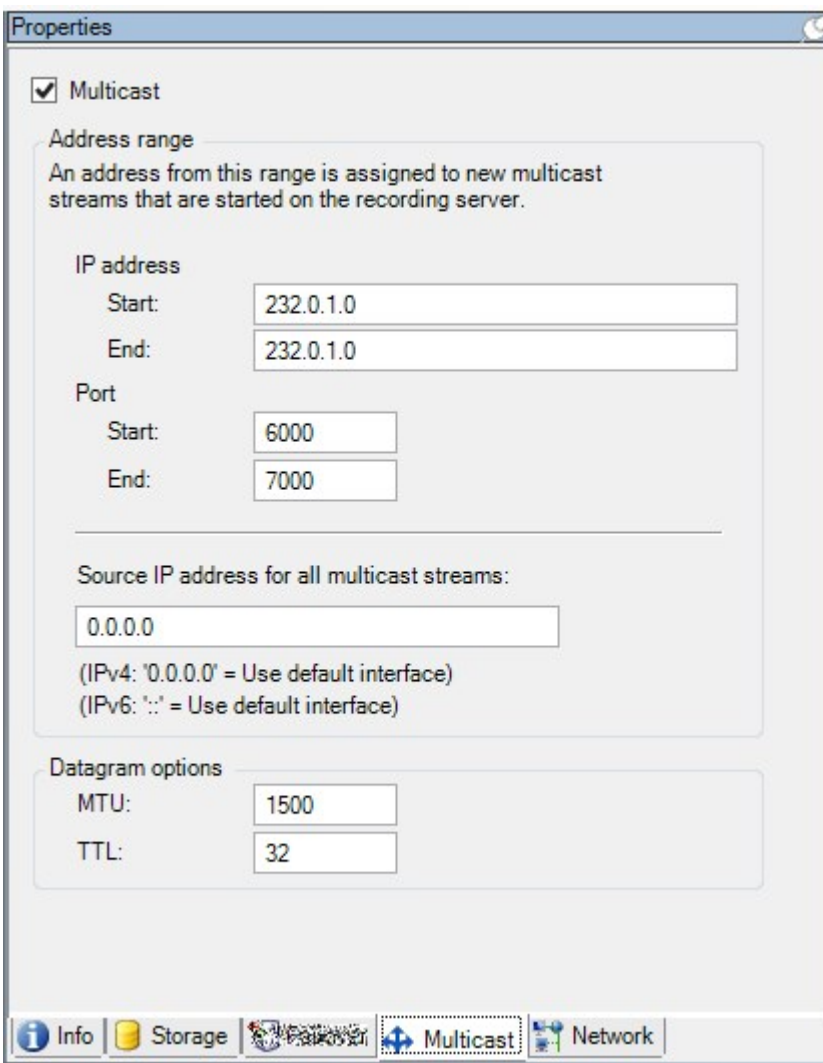 Properties
Multicast
Address range
An address from this range is assigned to new multicast
streams that are started on the recording server.
IP address
Start: 232.0.1.0
End: 232.0.1.0
Port
Start: 6000
End: 7000
Source IP address for all multicast streams:
0.0.0.0
(IPv4: '0.0.0.0' = Use default interface)
(IPv6: '::' = Use default interface)
Datagram options
MTU: 1500
TTL: 32
Info Storage Multicast Network